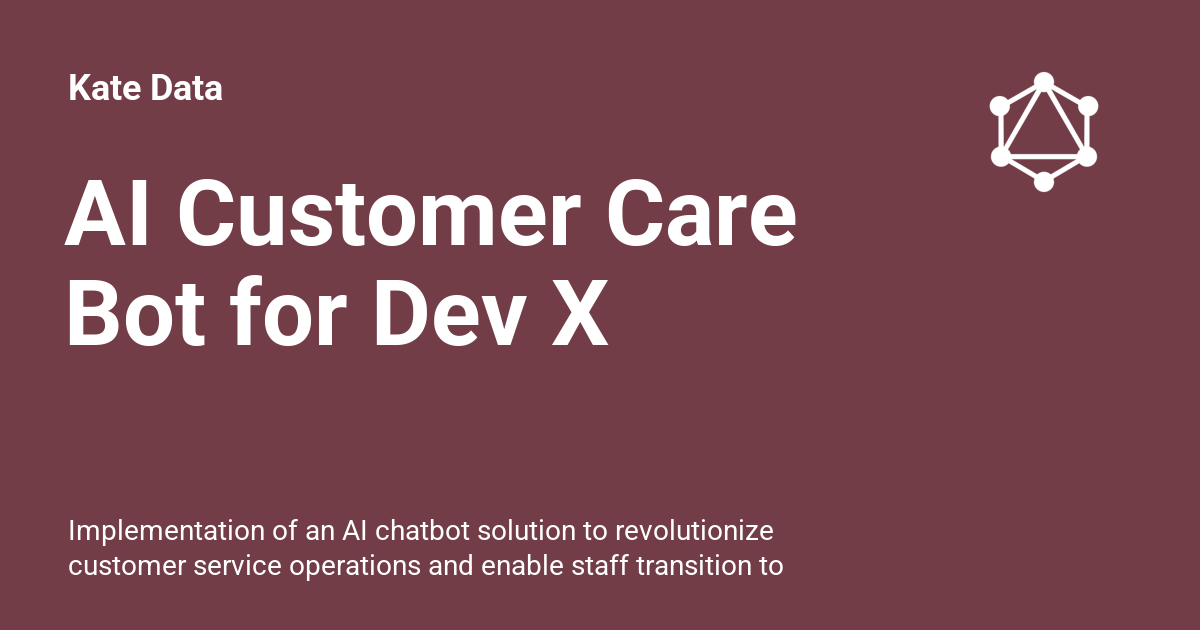 Kate Data
AI Customer Care
Bot for Dev X
Implementation of an AI chatbot solution to revolutionize
customer service operations and enable staff transition to